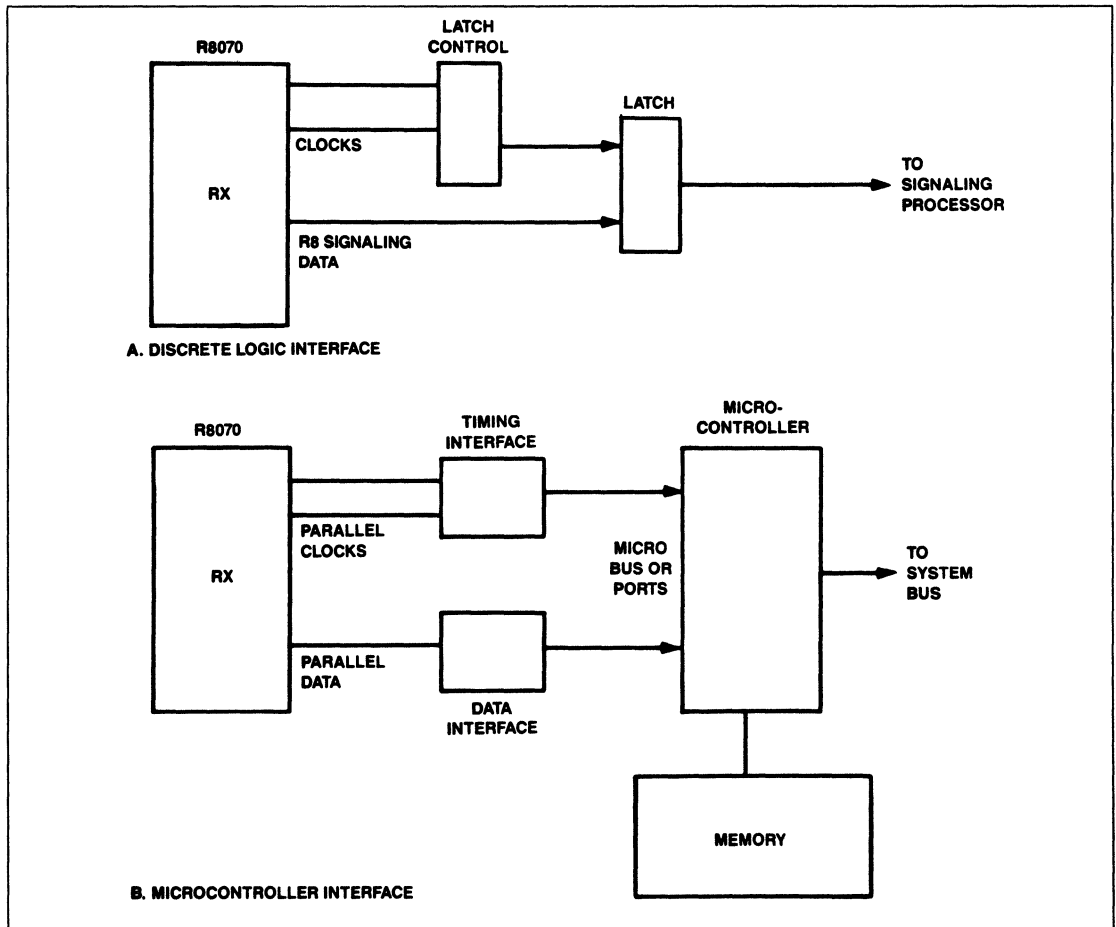 R8070
LATCH
CONTROL
LATCH
CLOCKS
RX
R8 SIGNALING
DATA
TO
SIGNALING
PROCESSOR
A. DISCRETE LOGIC INTERFACE
R8070
TIMING
INTERFACE
MICRO-
CONTROLLER
PARALLEL
CLOCKS
RX
MICRO
BUS OR
PORTS
TO
SYSTEM
BUS
PARALLEL
DATA
DATA
INTERFACE
MEMORY
B. MICROCONTROLLER INTERFACE